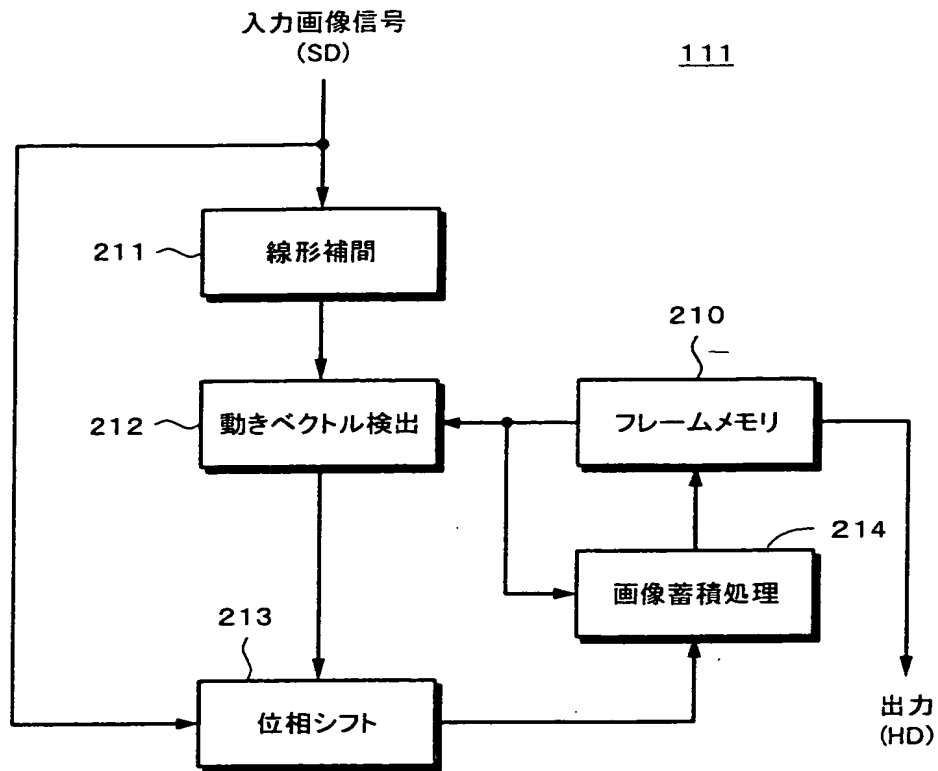 入力画像信号
(SD)
111
211
線形補間
210
212
動きベクトル検出
フレームメモリ
214
画像蓄積処理
213
位相シフト
出力
(HD)